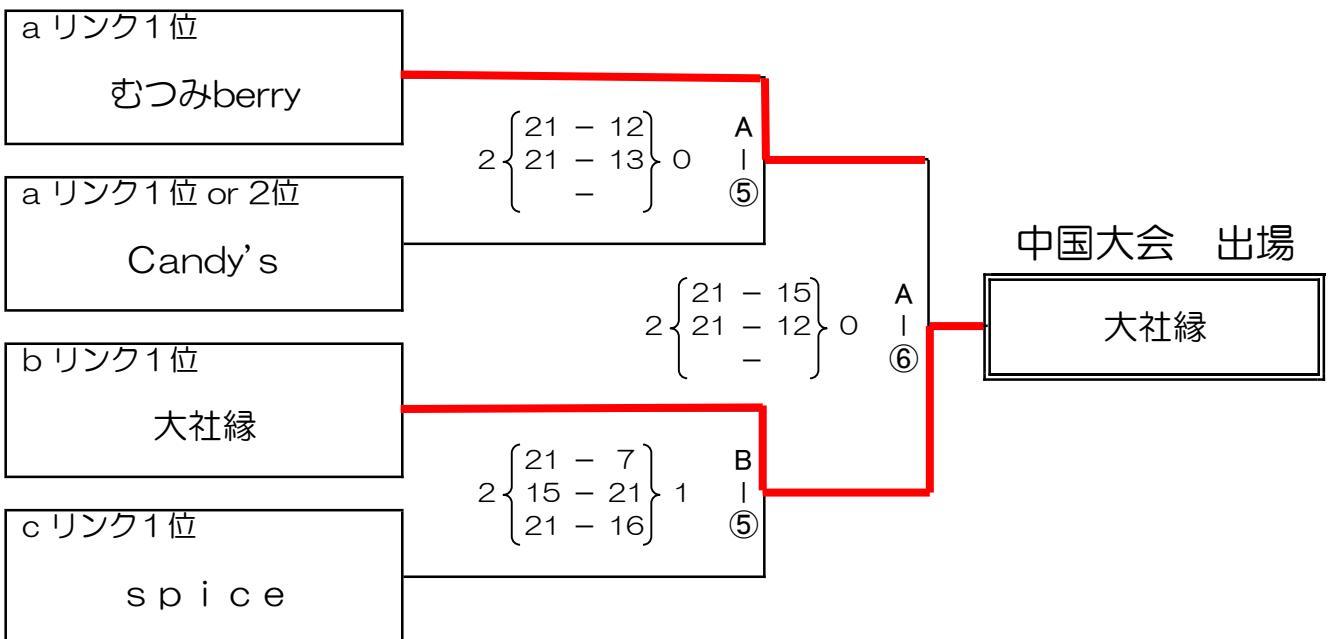 a リンク１位
むつみberry
21 － 12
2 21 － 13 0
－
A
|
⑤
a リンク１位 or 2位
Candy’s
中国大会　出場
大社縁
21 － 15
2 21 － 12 0
－
A
|
⑥
b リンク１位
大社縁
21 － 7
2 15 － 21 1
21 － 16
B
|
⑤
c リンク１位
ｓｐｉｃｅ